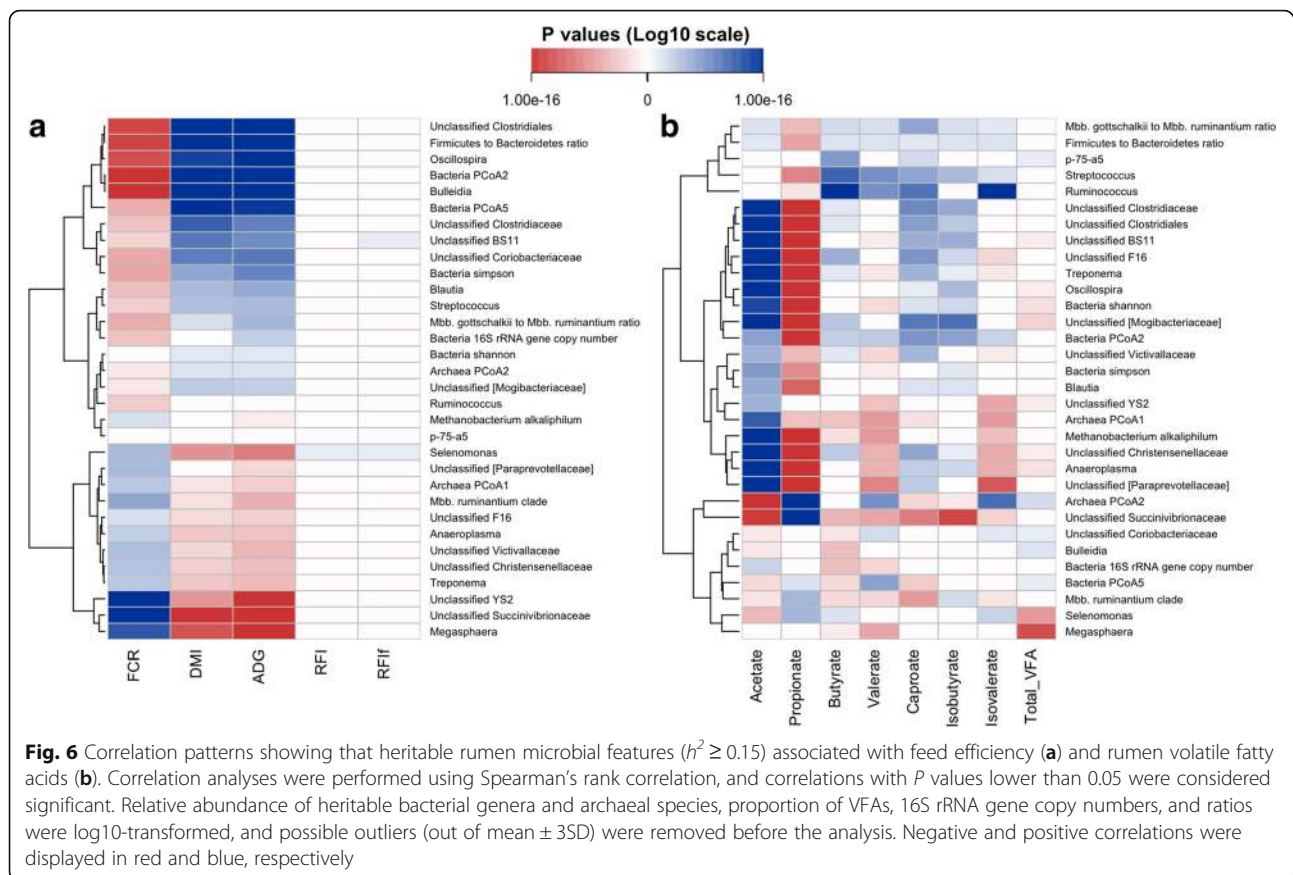 P values (Log10 scale)
1.00e-16 0 1.00e-16
a
Unclassified Clostridiales
Firmicutes to Bacteroidetes ratio
Oscillospira
Bacteria PCoA2
Bulleidia
Bacteria PCoA5
Unclassified Clostridiaceae
Unclassified BS11
Unclassified Coriobacteriaceae
Bacteria simpson
Blautia
Streptococcus
Mbb. gottschalkii to Mbb. ruminantium ratio
Bacteria 16S rRNA gene copy number
Bacteria shannon
Archaea PCoA2
Unclassified [Mogibacteriaceae]
Ruminococcus
Methanobacterium alkaliphilum
p-75-a5
Selenomonas
Unclassified [Paraprevotellaceae]
Archaea PCoA1
Mbb. ruminantium clade
Unclassified F16
Anaeroplasma
Unclassified Victivallaceae
Unclassified Christensenellaceae
Treponema
Unclassified YS2
Unclassified Succinivibrionaceae
Megasphaera
FCR
DMI
ADG
RFI
RFIf
b
Mbb. gottschalkii to Mbb. ruminantium ratio
Firmicutes to Bacteroidetes ratio
p-75-a5
Streptococcus
Ruminococcus
Unclassified Clostridiaceae
Unclassified Clostridiales
Unclassified BS11
Unclassified F16
Treponema
Oscillospira
Bacteria shannon
Unclassified [Mogibacteriaceae]
Bacteria PCoA2
Unclassified Victivallaceae
Bacteria simpson
Blautia
Unclassified YS2
Archaea PCoA1
Methanobacterium alkaliphilum
Unclassified Christensenellaceae
Anaeroplasma
Unclassified [Paraprevotellaceae]
Archaea PCoA2
Unclassified Succinivibrionaceae
Unclassified Coriobacteriaceae
Bulleidia
Bacteria 16S rRNA gene copy number
Bacteria PCoA5
Mbb. ruminantium clade
Selenomonas
Megasphaera
Acetate
Propionate
Butyrate
Valerate
Caproate
Isobutyrate
Isovalerate
Total_VFA
Fig. 6 Correlation patterns showing that heritable rumen microbial features (h² ≥ 0.15) associated with feed efficiency (a) and rumen volatile fatty
acids (b). Correlation analyses were performed using Spearman's rank correlation, and correlations with P values lower than 0.05 were considered
significant. Relative abundance of heritable bacterial genera and archaeal species, proportion of VFAs, 16S rRNA gene copy numbers, and ratios
were log10-transformed, and possible outliers (out of mean ± 3SD) were removed before the analysis. Negative and positive correlations were
displayed in red and blue, respectively